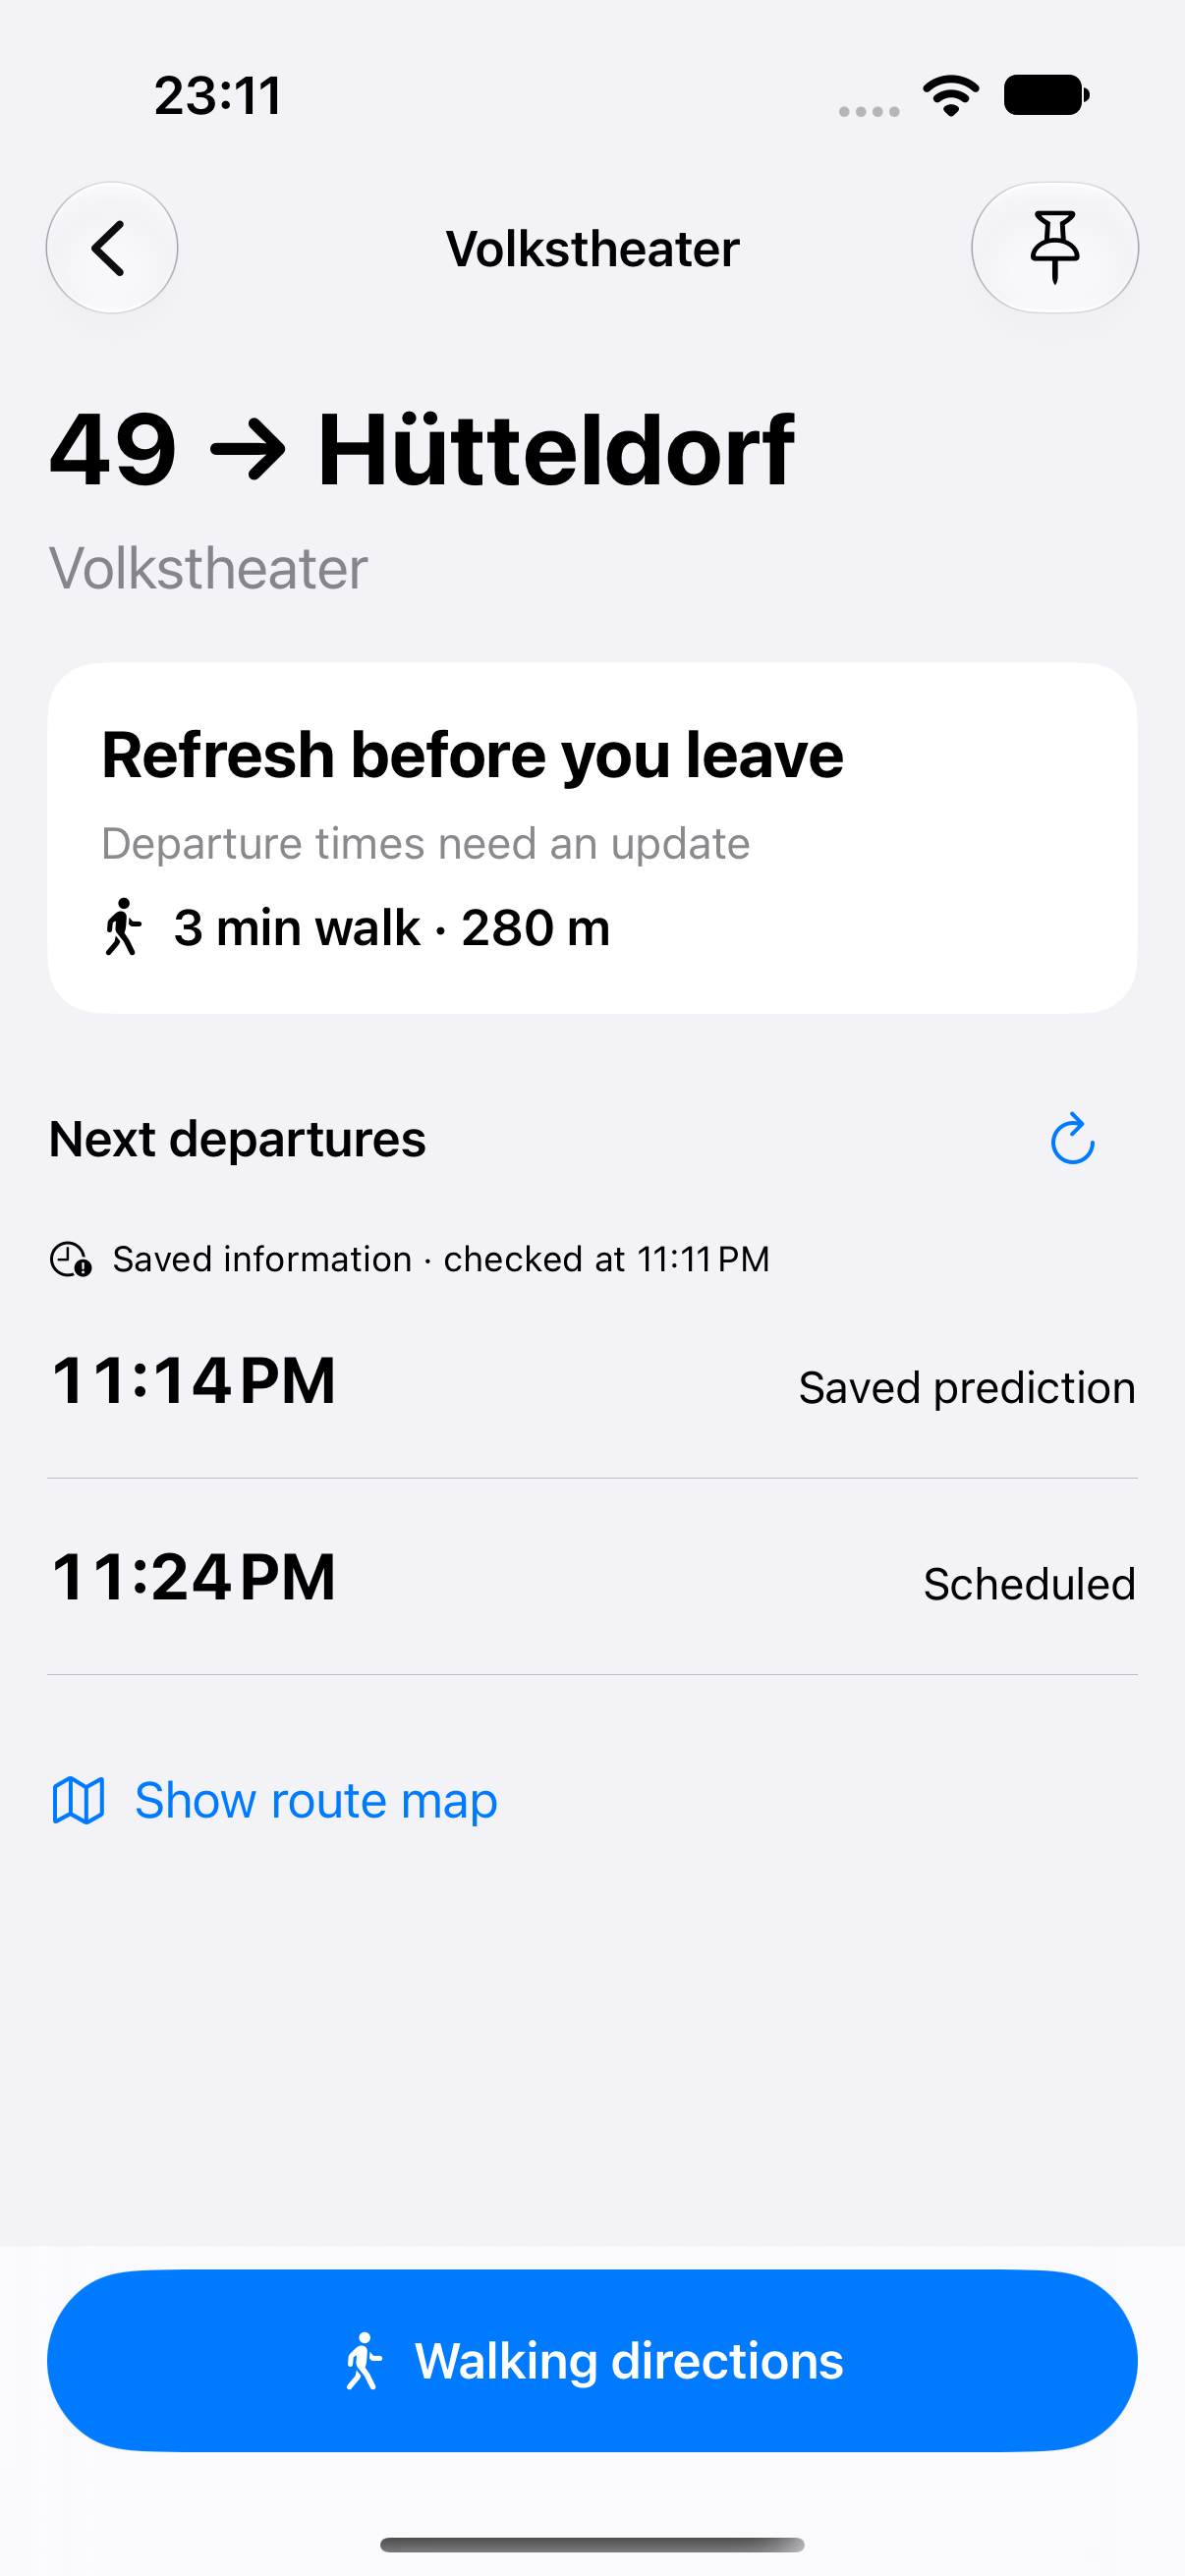 23:11
Volkstheater
49 → Hütteldorf
Volkstheater
Refresh before you leave
Departure times need an update
3 min walk · 280 m
Next departures
Saved information · checked at 11:11 PM
11:14 PM Saved prediction
11:24 PM Scheduled
Show route map
Walking directions